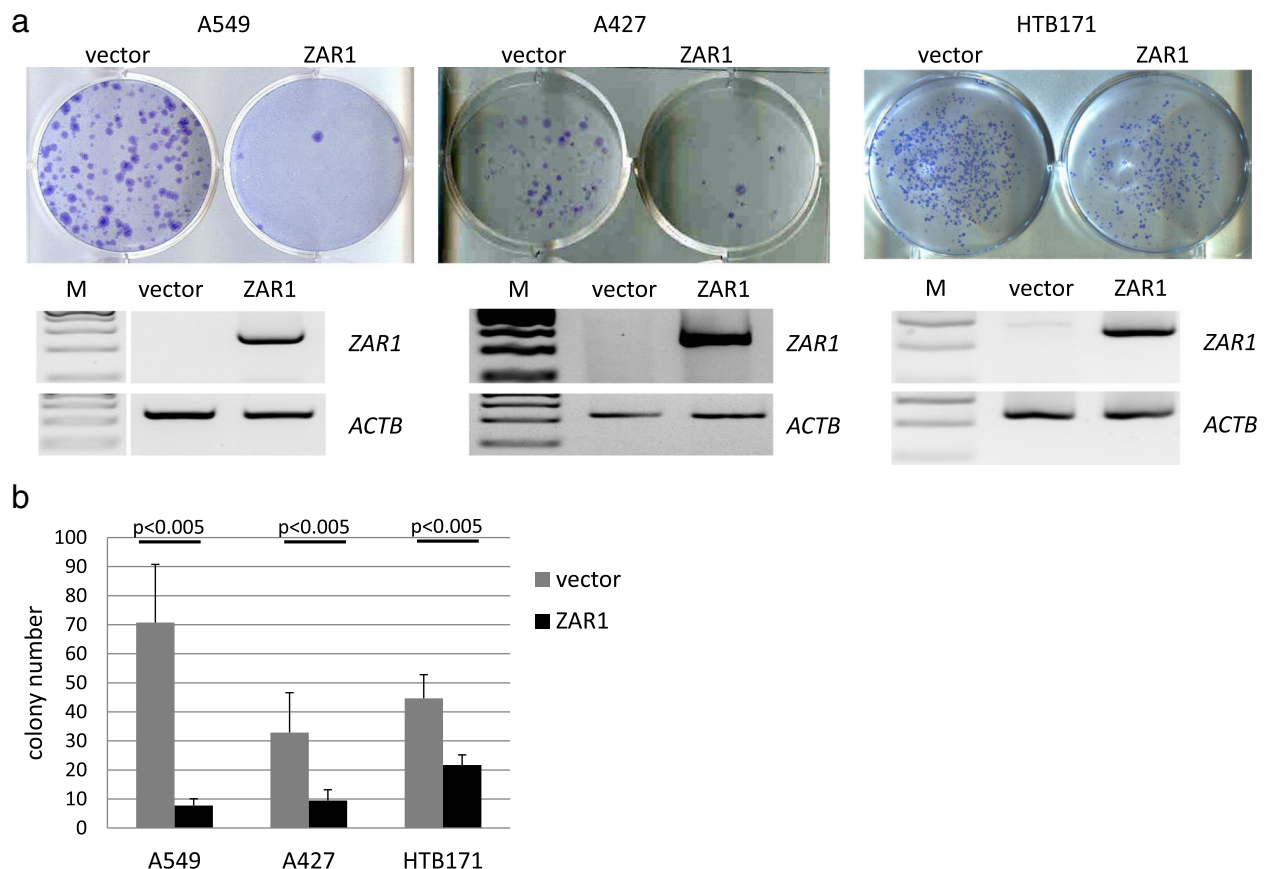 a
A549 A427 HTB171
vector ZAR1 vector ZAR1 vector ZAR1
M vector ZAR1 M vector ZAR1 M vector ZAR1
ZAR1 ZAR1 ZAR1
ACTB ACTB ACTB
b
p<0.005 p<0.005 p<0.005
100
90
80
70
60
50
40
30
20
10
0
colony number
vector
ZAR1
A549 A427 HTB171